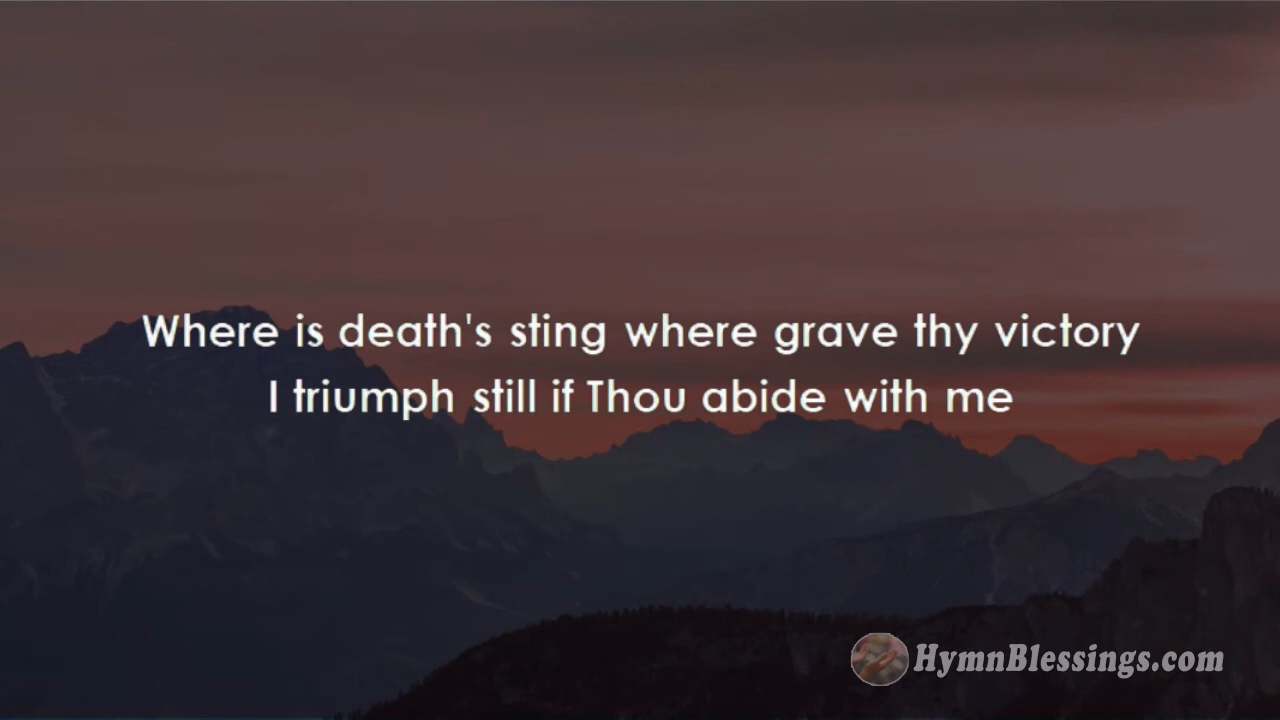 Where is death's sting where grave thy victory
I triumph still if Thou abide with me
HymnBlessings.com